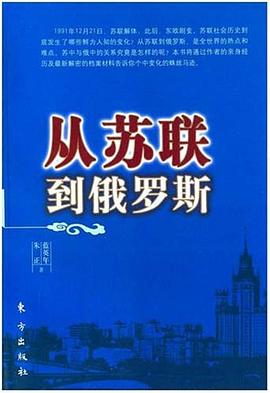 1991年12月21日,苏联解体,此后,东欧剧变。苏联社会历史到
底发生了哪些鲜为人知的变化?从苏联到俄罗斯,是全世界的热点和
难点。苏中与俄中的关系究竟是怎样的呢?本书将通过作者的亲身经
历及最新解密的档案材料告诉你个中变化的蛛丝马迹。
从苏联
到俄罗斯
蓝英年
朱正
著
东方出版社